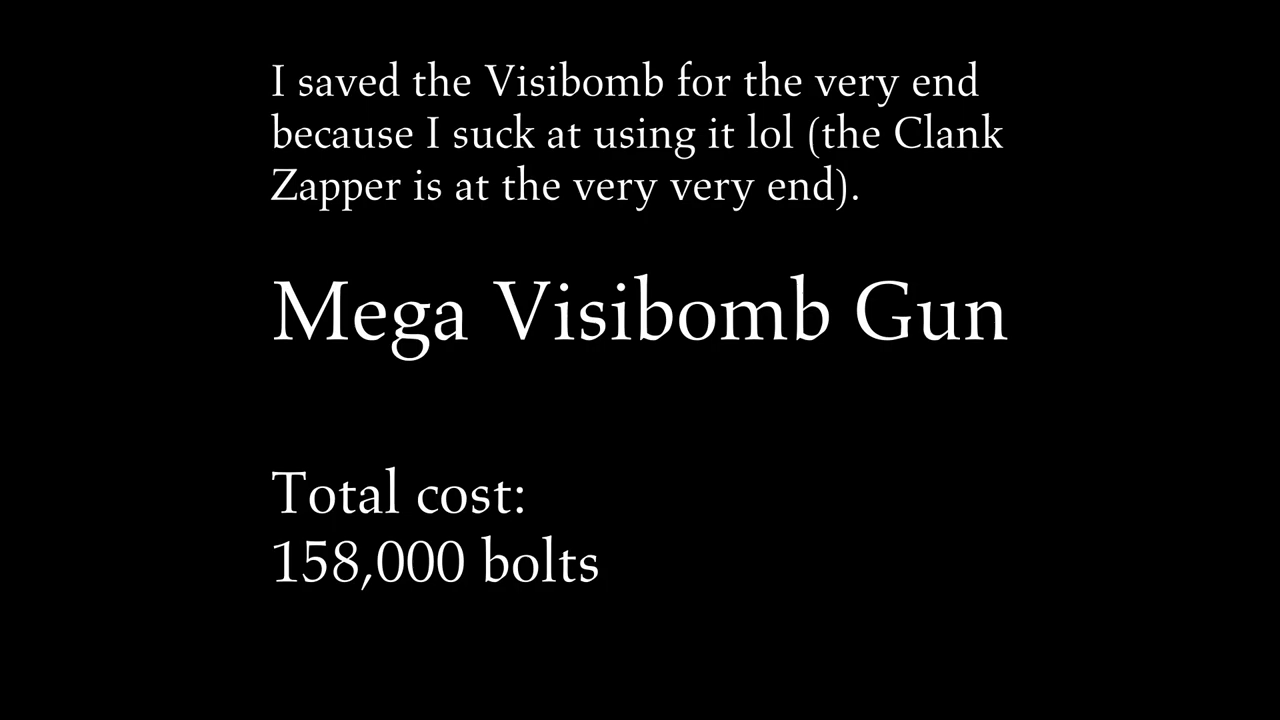 I saved the Visibomb for the very end
because I suck at using it lol (the Clank
Zapper is at the very very end).
Mega Visibomb Gun
Total cost:
158,000 bolts